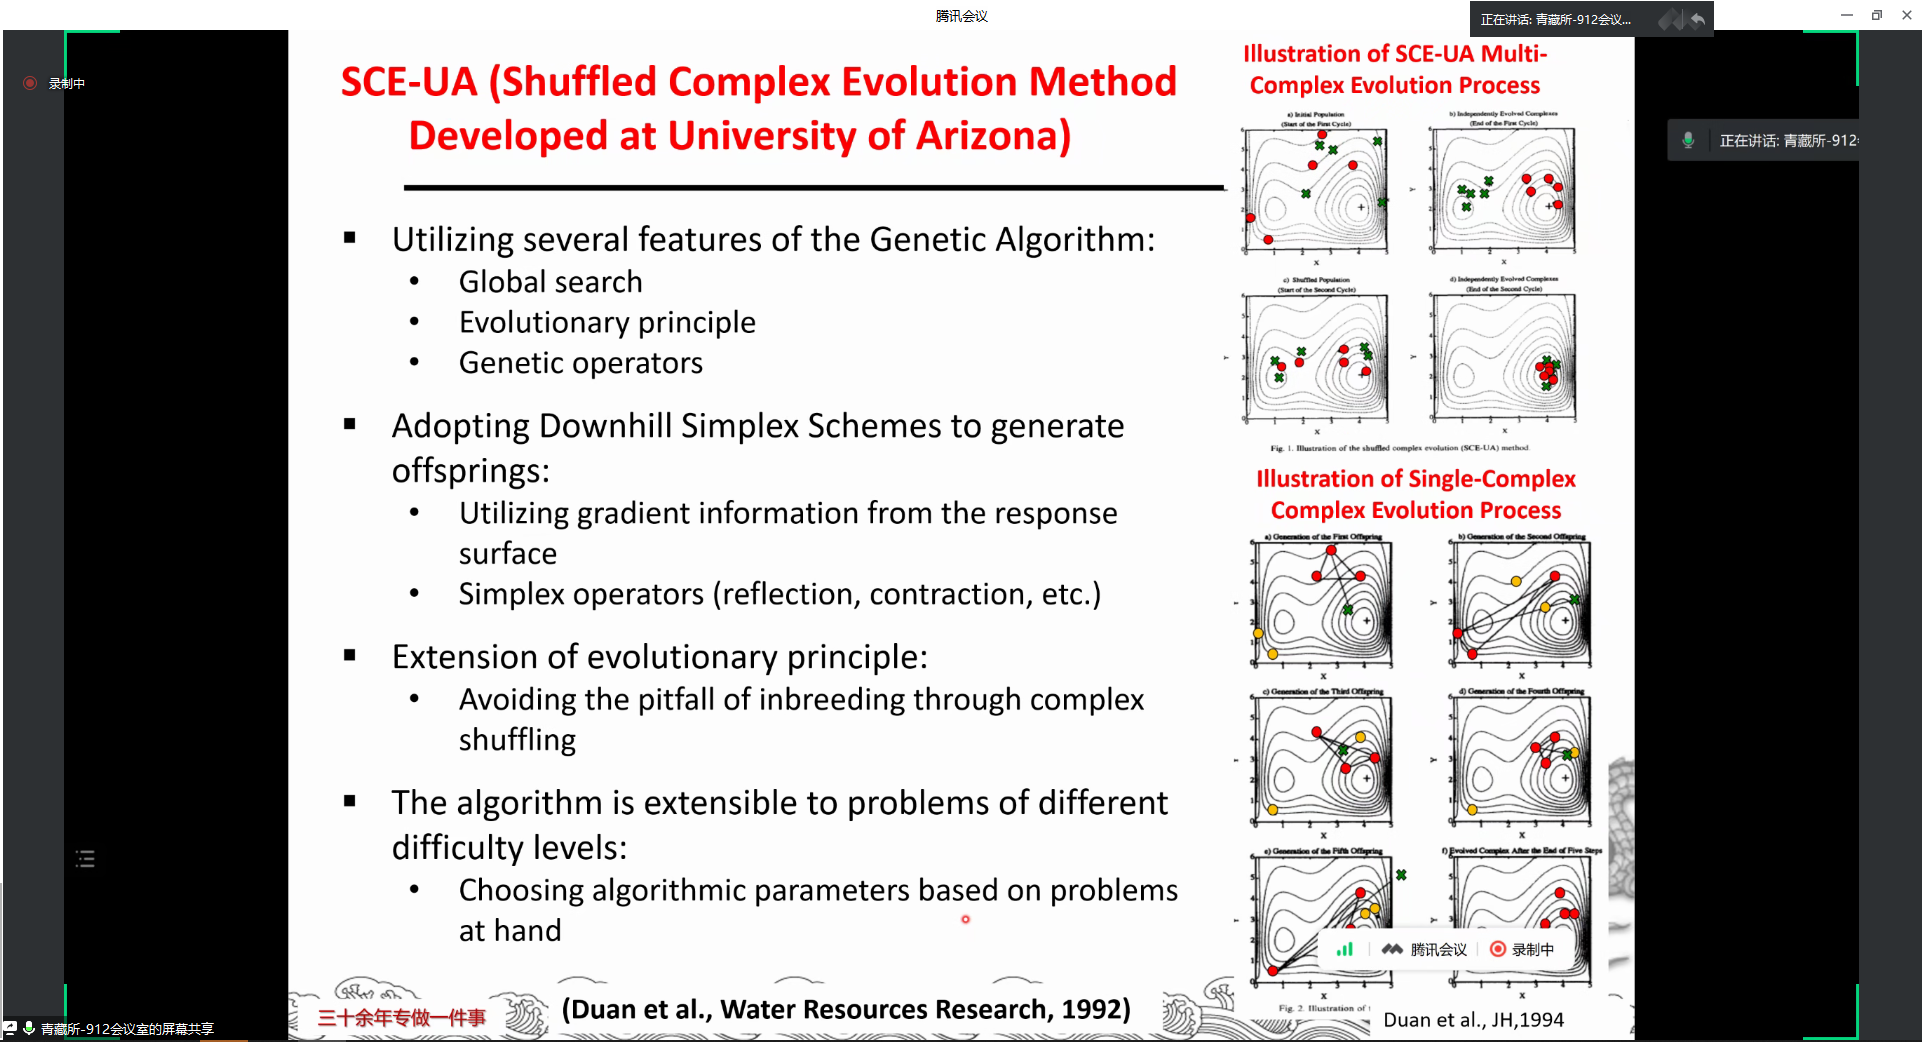 腾讯会议
正在讲话: 青藏所-912会议...
录制中
正在讲话: 青藏所-912
SCE-UA (Shuffled Complex Evolution Method
Developed at University of Arizona)
Utilizing several features of the Genetic Algorithm:
Global search
Evolutionary principle
Genetic operators
Adopting Downhill Simplex Schemes to generate
offsprings:
Utilizing gradient information from the response
surface
Simplex operators (reflection, contraction, etc.)
Extension of evolutionary principle:
Avoiding the pitfall of inbreeding through complex
shuffling
The algorithm is extensible to problems of different
difficulty levels:
Choosing algorithmic parameters based on problems
at hand
(Duan et al., Water Resources Research, 1992)
三十余年专做一件事
青藏所-912会议室的屏幕共享
Illustration of SCE-UA Multi-
Complex Evolution Process
a) Initial Population
(Start of the First Cycle)
b) Independently Evolved Complexes
(End of the First Cycle)
c) Shuffled Population
(Start of the Second Cycle)
d) Independently Evolved Complexes
(End of the Second Cycle)
Fig. 1. Illustration of the shuffled complex evolution (SCE-UA) method.
Illustration of Single-Complex
Complex Evolution Process
a) Generation of the First Offspring
b) Generation of the Second Offspring
c) Generation of the Third Offspring
d) Generation of the Fourth Offspring
e) Generation of the Fifth Offspring
f) Evolved Complex After the End of Five Steps
腾讯会议
录制中
Fig. 2. Illustration of
Duan et al., JH,1994